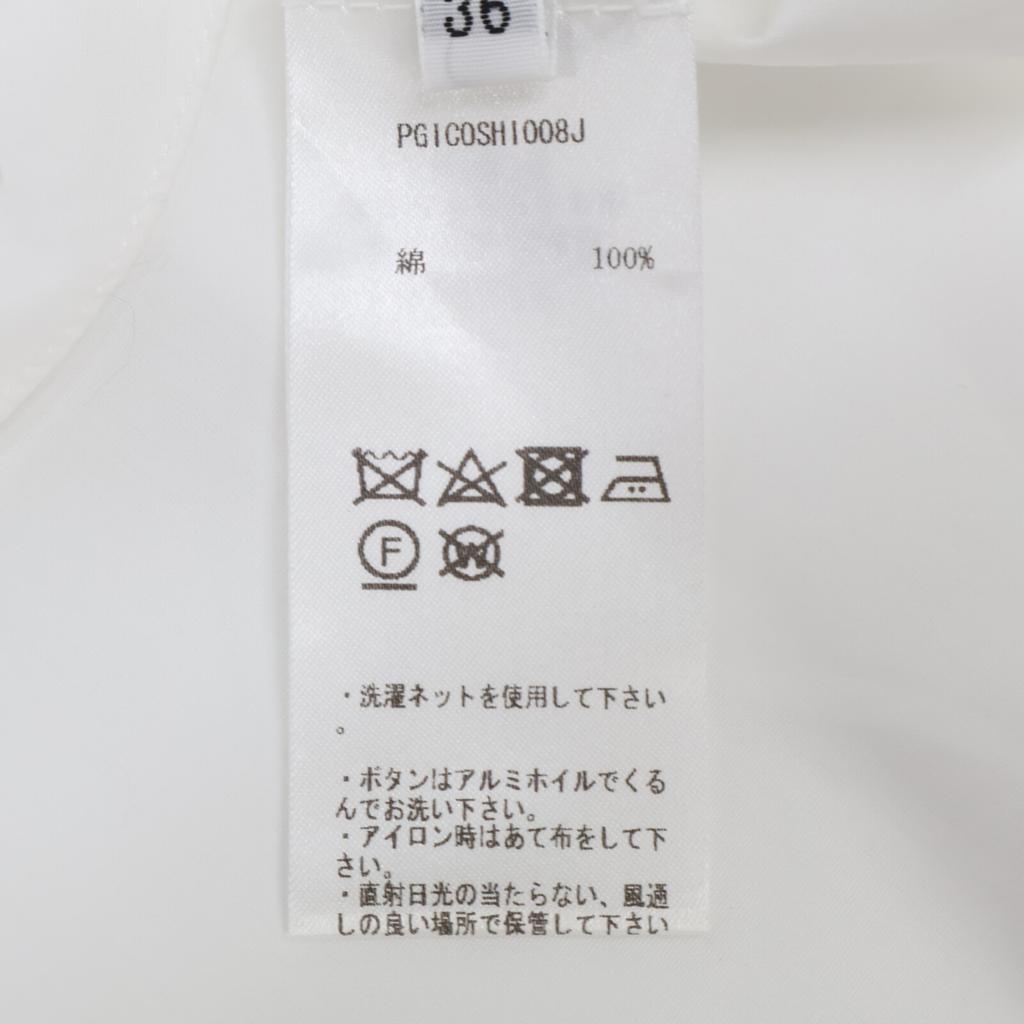 36
PGICOSHI008J
綿 100%
F
W
・洗濯ネットを使用して下さい
。
・ボタンはアルミホイルでくる
んでお洗い下さい。
・アイロン時はあて布をして下
さい。
・直射日光の当たらない、風通
しの良い場所で保管して下さい